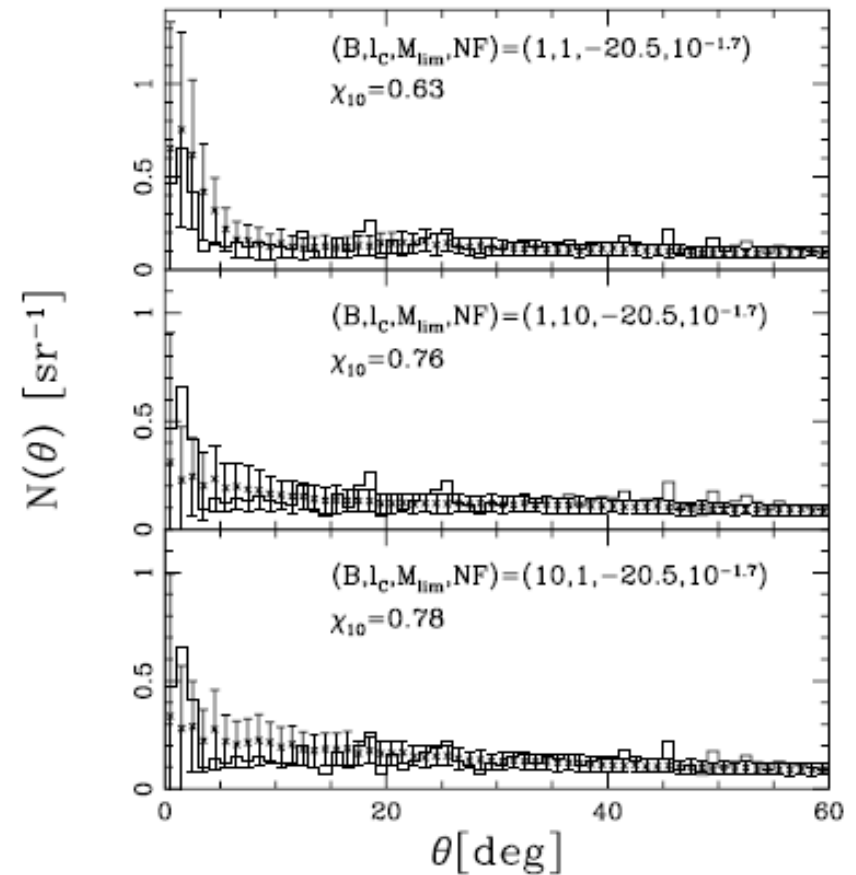 (B,l_C,M_lim,NF)=(1,1,−20.5,10^−1.7)
χ_10=0.63
1
0.5
0
(B,l_C,M_lim,NF)=(1,10,−20.5,10^−1.7)
χ_10=0.76
1
0.5
0
(B,l_C,M_lim,NF)=(10,1,−20.5,10^−1.7)
χ_10=0.78
1
0.5
0
N(θ) [sr^−1]
0 20 40 60
θ[deg]